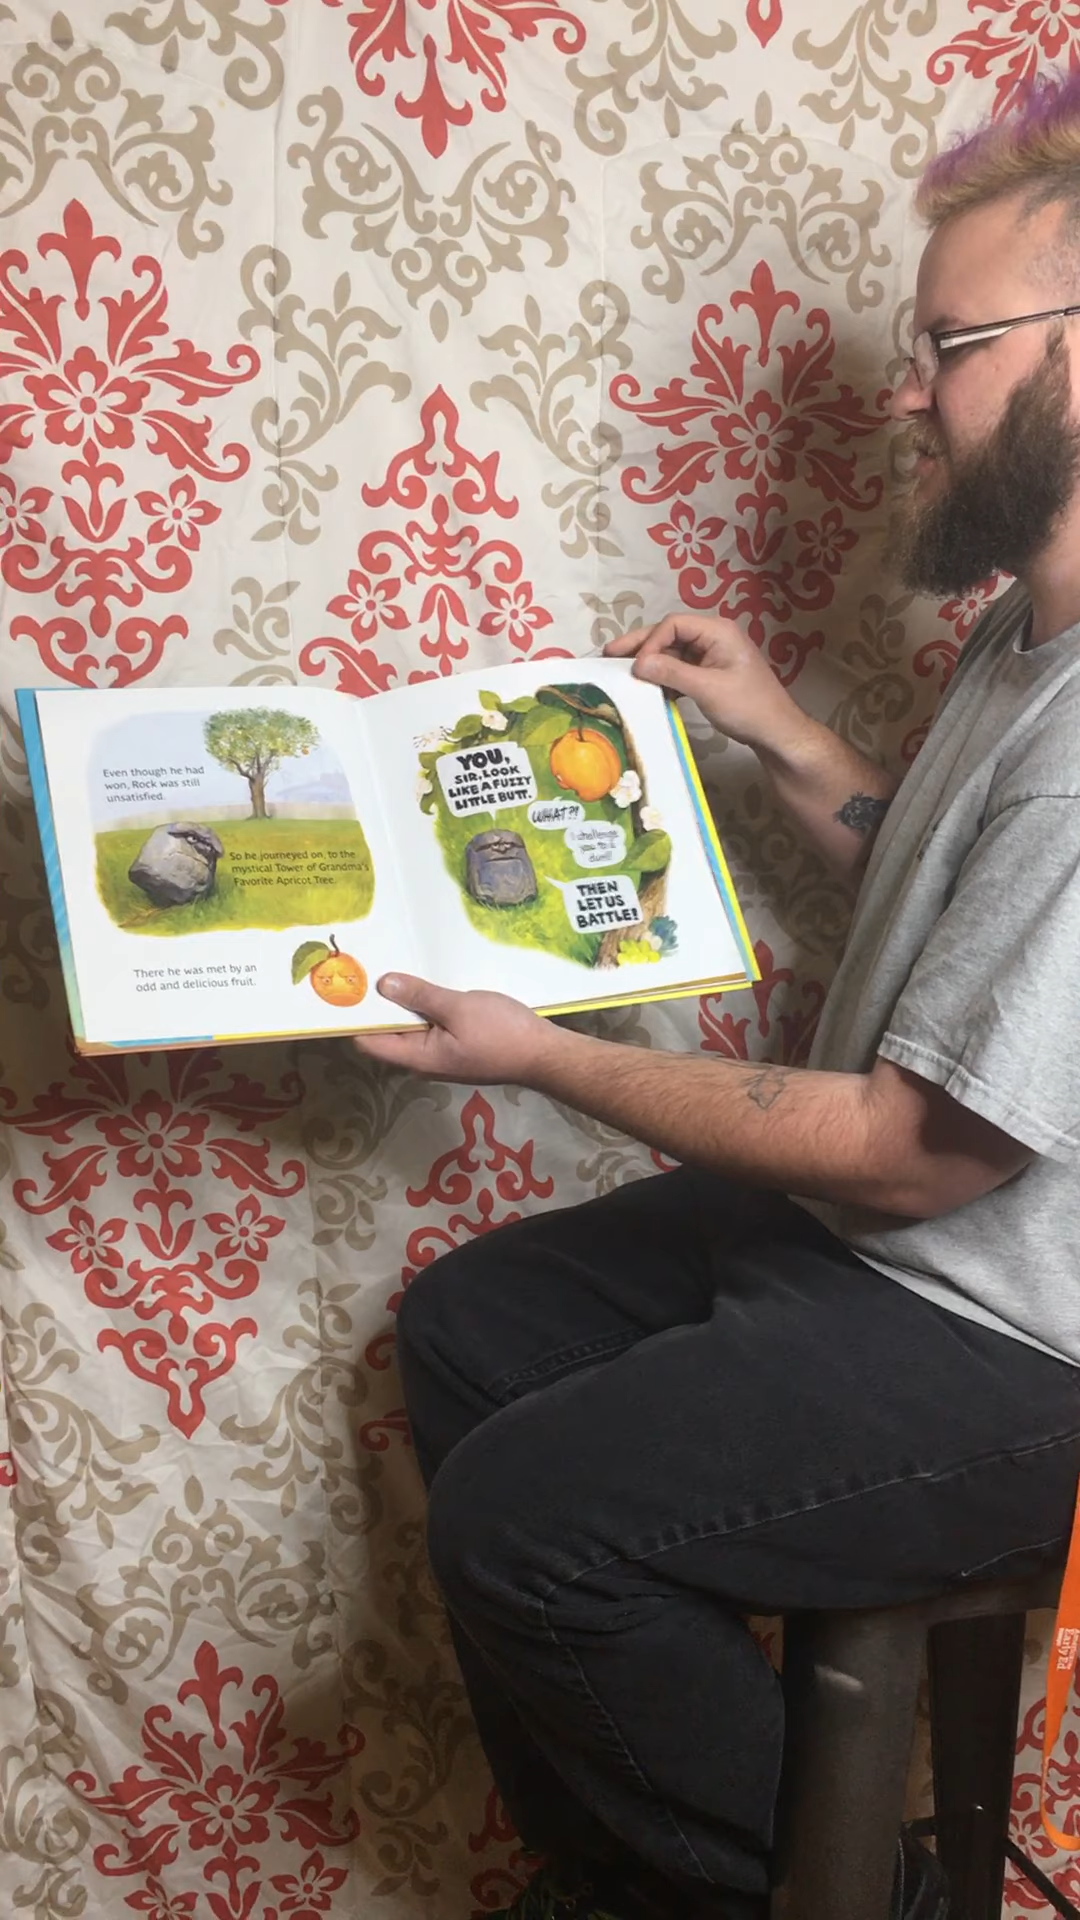 Even though he had
won, Rock was still
unsatisfied.
So he journeyed on, to the
mystical Tower of Grandma's
Favorite Apricot Tree.
There he was met by an
odd and delicious fruit.
YOU,
SIR, LOOK
LIKE A FUZZY
LITTLE BUTT.
WHAT?!
I challenge
you to a
duel!
THEN
LET US
BATTLE!
Early Ed